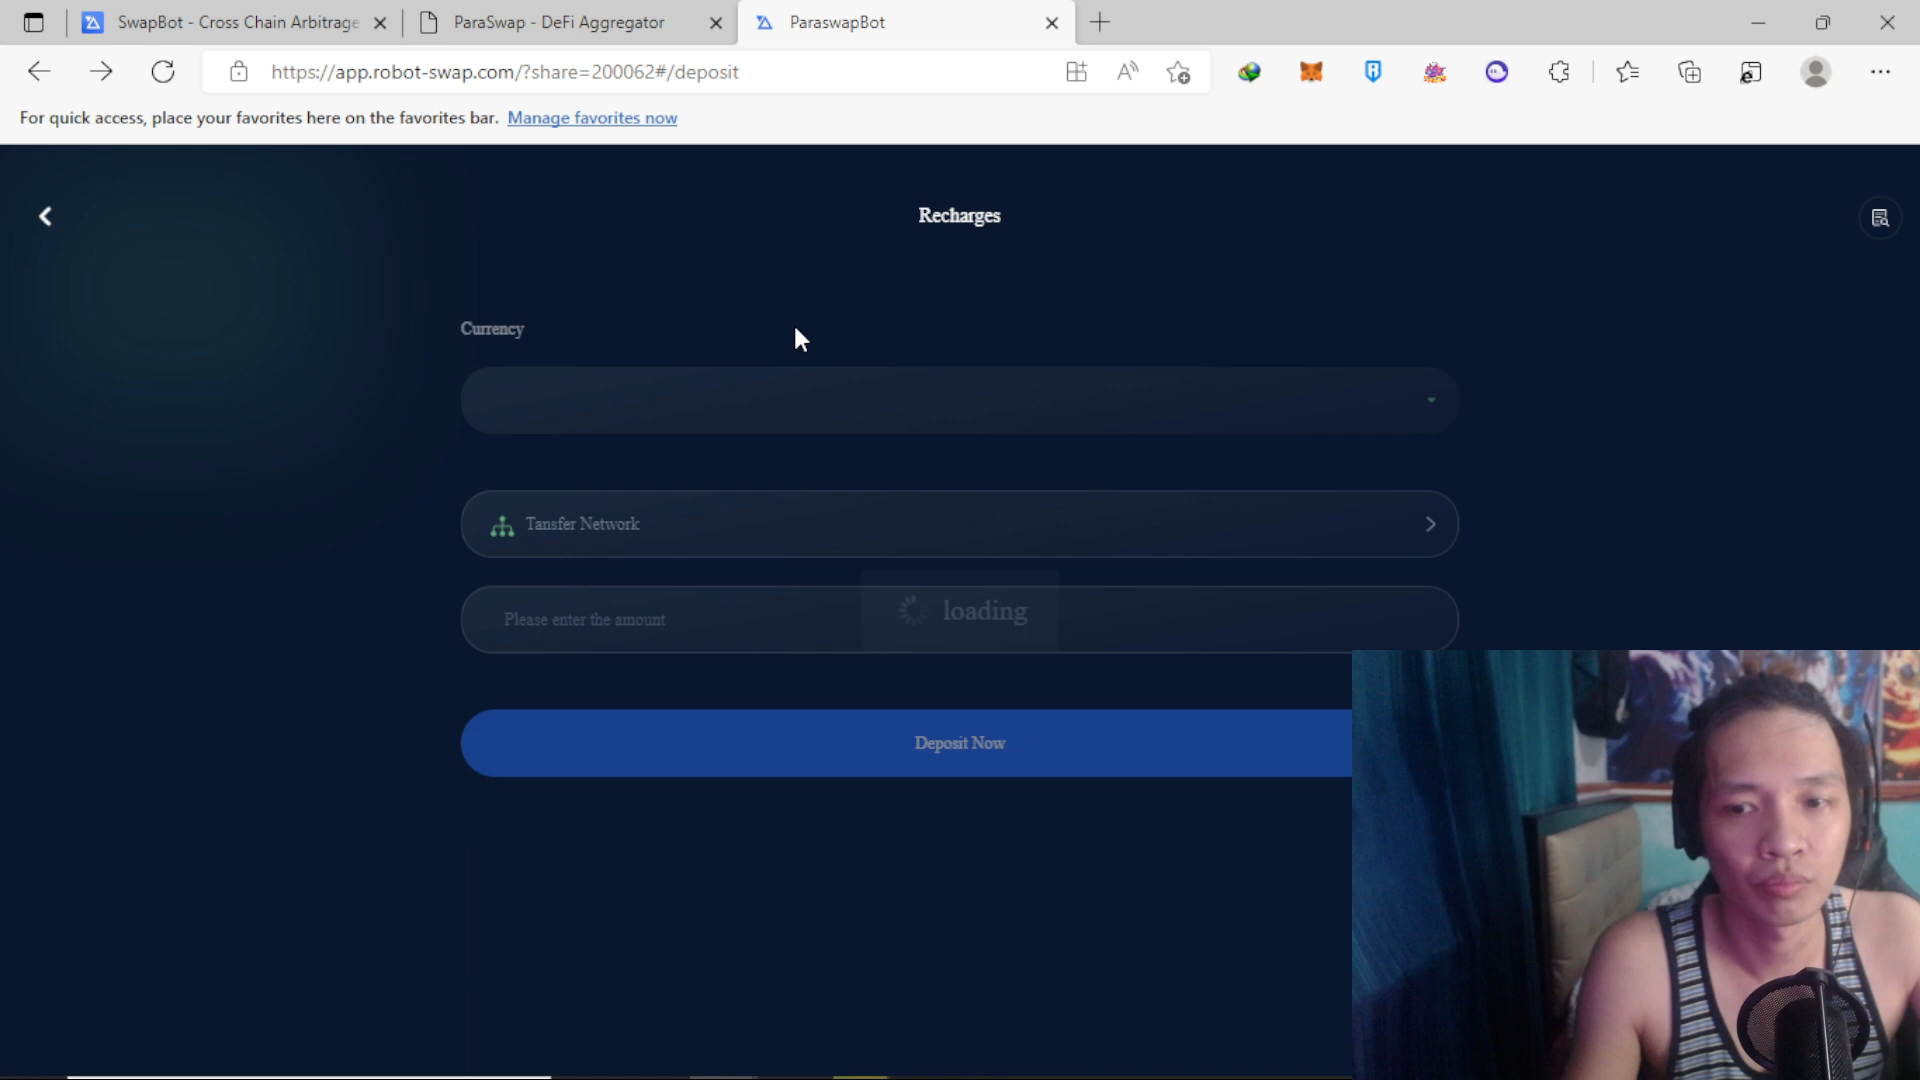 SwapBot - Cross Chain Arbitrage
ParaSwap - DeFi Aggregator
ParaswapBot
https://app.robot-swap.com/?share=200062#/deposit
For quick access, place your favorites here on the favorites bar. Manage favorites now
Recharges
Currency
Tansfer Network
Please enter the amount
loading
Deposit Now